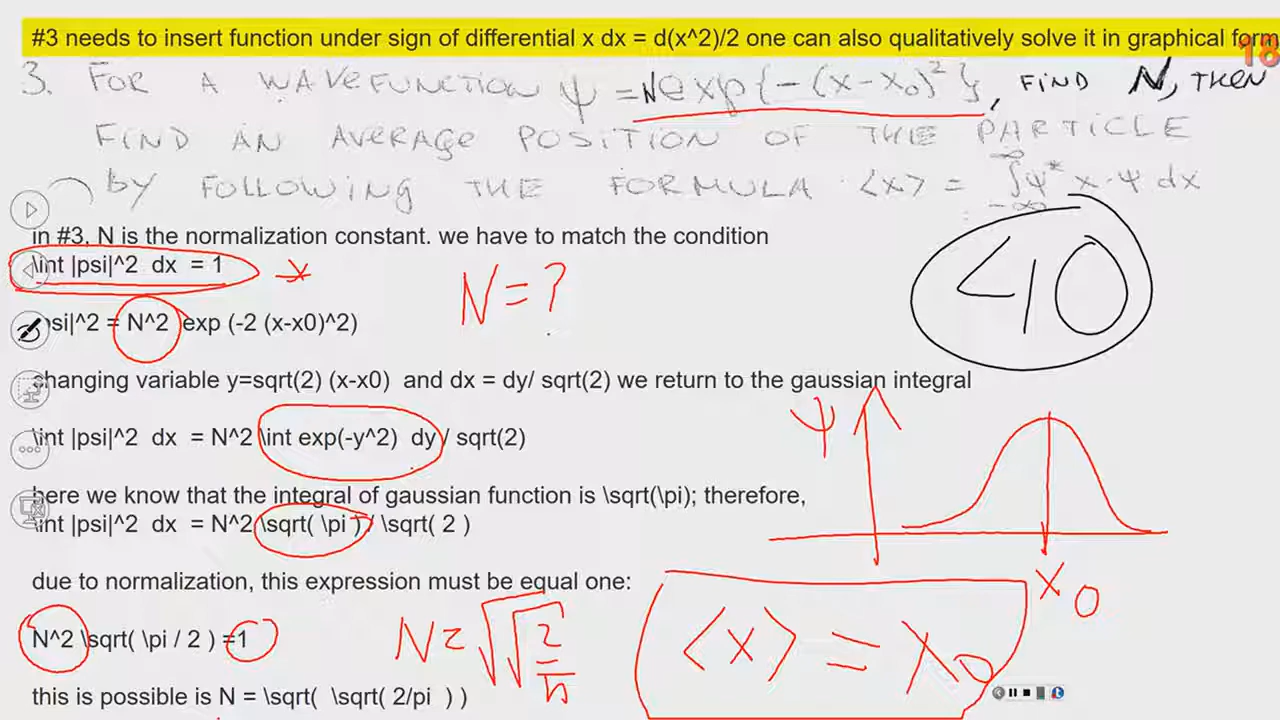 #3 needs to insert function under sign of differential x dx = d(x^2)/2 one can also qualitatively solve it in graphical form
18
3. FOR A WAVEFUNCTION ψ = N exp{-(x-x₀)²}, FIND N, THEN
FIND AN AVERAGE POSITION OF THE PARTICLE
BY FOLLOWING THE FORMULA <x> = ∫ψ* x·ψ dx
in #3, N is the normalization constant. we have to match the condition
\int |psi|^2 dx = 1
N = ?
<10
psi|^2 = N^2 exp (-2 (x-x0)^2)
changing variable y=sqrt(2) (x-x0) and dx = dy/ sqrt(2) we return to the gaussian integral
\int |psi|^2 dx = N^2 \int exp(-y^2) dy / sqrt(2)
ψ
here we know that the integral of gaussian function is \sqrt(\pi); therefore,
\int |psi|^2 dx = N^2 \sqrt( \pi ) / \sqrt( 2 )
x₀
due to normalization, this expression must be equal one:
N^2 \sqrt( \pi / 2 ) =1
N = √√2/π
<x> = x₀
this is possible is N = \sqrt( \sqrt( 2/pi ) )